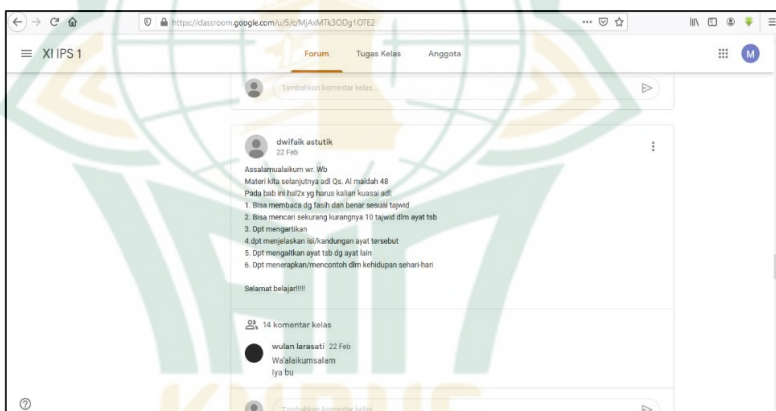 https://classroom.google.com/u/5/c/MjAxMTk3ODg1OTE2
XI IPS 1
Forum
Tugas Kelas
Anggota
M
Tambahkan komentar kelas...
dwifaik astutik
22 Feb
Assalamualaikum wr. Wb
Materi kita selanjutnya adl Qs. Al maidah 48
Pada bab ini hal2x yg harus kalian kuasai adl:
1. Bisa membaca dg fasih dan benar sesuai tajwid
2. Bisa mencari sekurang kurangnya 10 tajwid dlm ayat tsb
3. Dpt mengartikan
4.dpt menjelaskan isi/kandungan ayat tersebut
5. Dpt mengaitkan ayat tsb dg ayat lain
6. Dpt menerapkan/mencontoh dlm kehidupan sehari-hari
Selamat belajar!!!!!
14 komentar kelas
wulan larasati 22 Feb
Wa'alaikumsalam
Iya bu
Tambahkan komentar kelas...